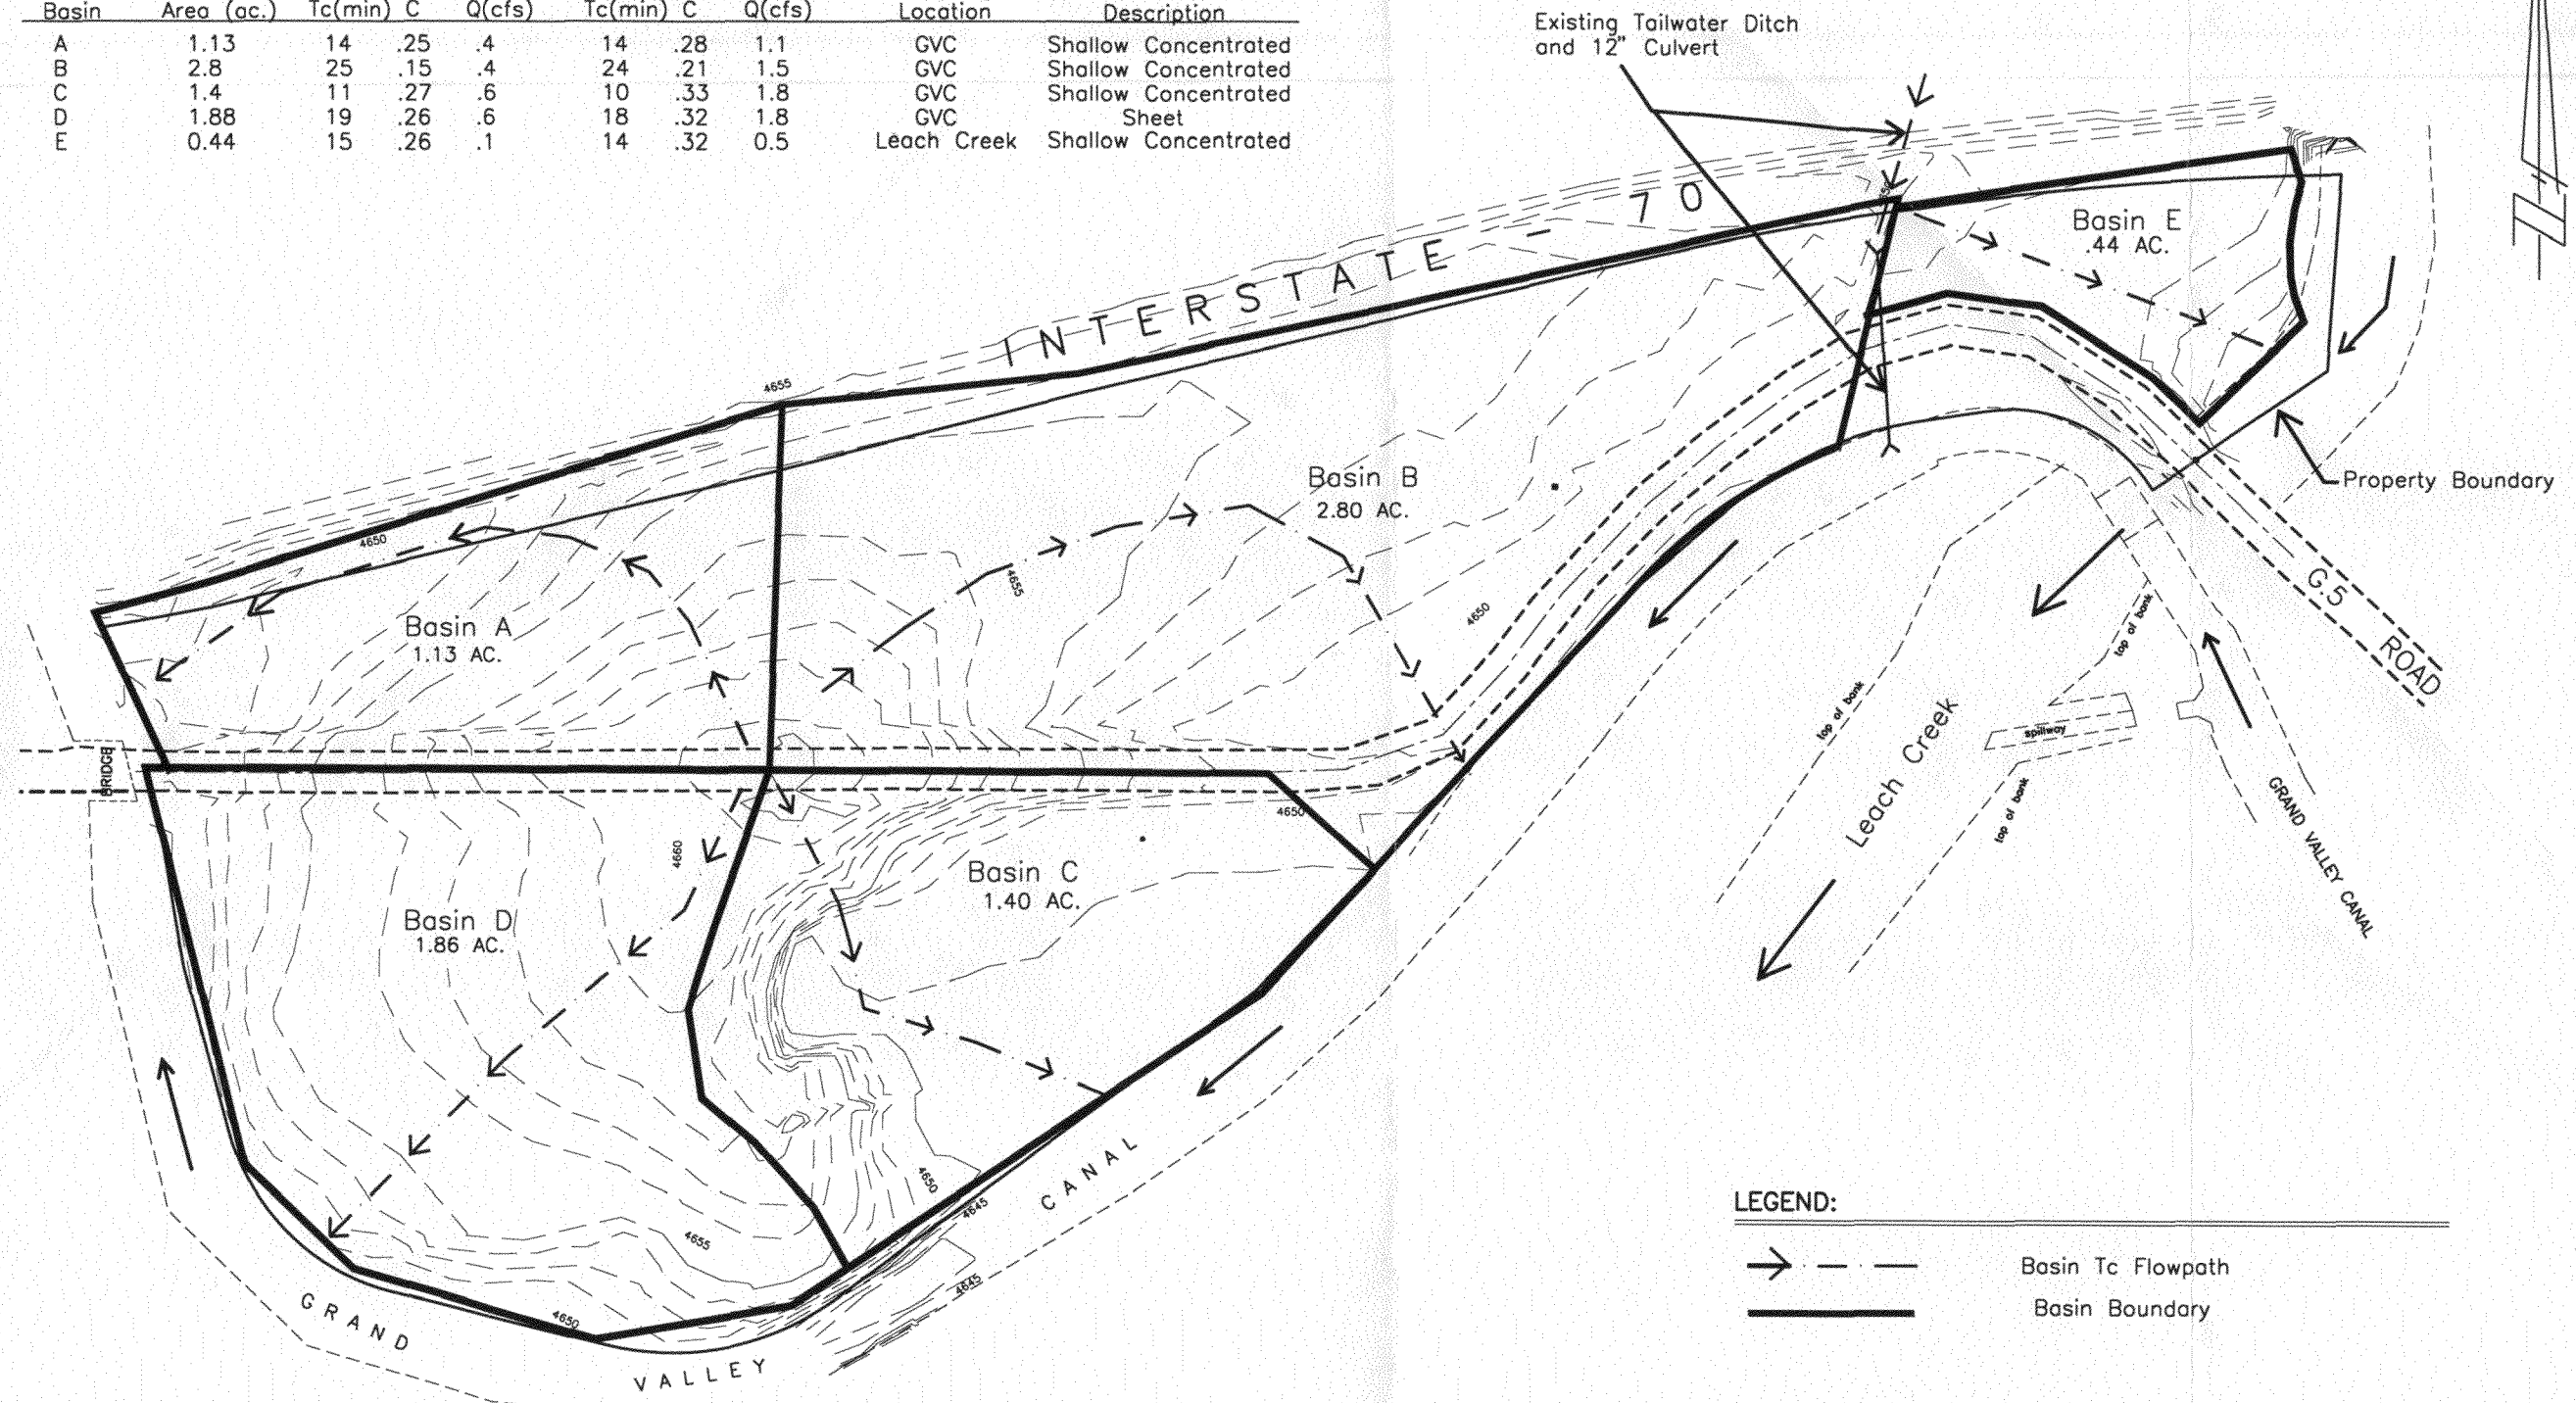 Basin Area (ac.) Tc(min) C Q(cfs) Tc(min) C Q(cfs) Location Description
A 1.13 14 .25 .4 14 .28 1.1 GVC Shallow Concentrated
B 2.8 25 .15 .4 24 .21 1.5 GVC Shallow Concentrated
C 1.4 11 .27 .6 10 .33 1.8 GVC Shallow Concentrated
D 1.88 19 .26 .6 18 .32 1.8 GVC Sheet
E 0.44 15 .26 .1 14 .32 0.5 Leach Creek Shallow Concentrated
Existing Tailwater Ditch
and 12" Culvert
INTERSTATE - 70
Basin E
.44 AC.
4655
Basin B
2.80 AC.
Property Boundary
4650
4655
4650
Basin A
1.13 AC.
G.5 ROAD
top of bank
top of bank
Leach Creek
spillway
top of bank
GRAND VALLEY CANAL
BRIDGE
4660
4650
Basin C
1.40 AC.
Basin D
1.86 AC.
4650
4645
4655
4645
4650
GRAND VALLEY CANAL
LEGEND:
Basin Tc Flowpath
Basin Boundary